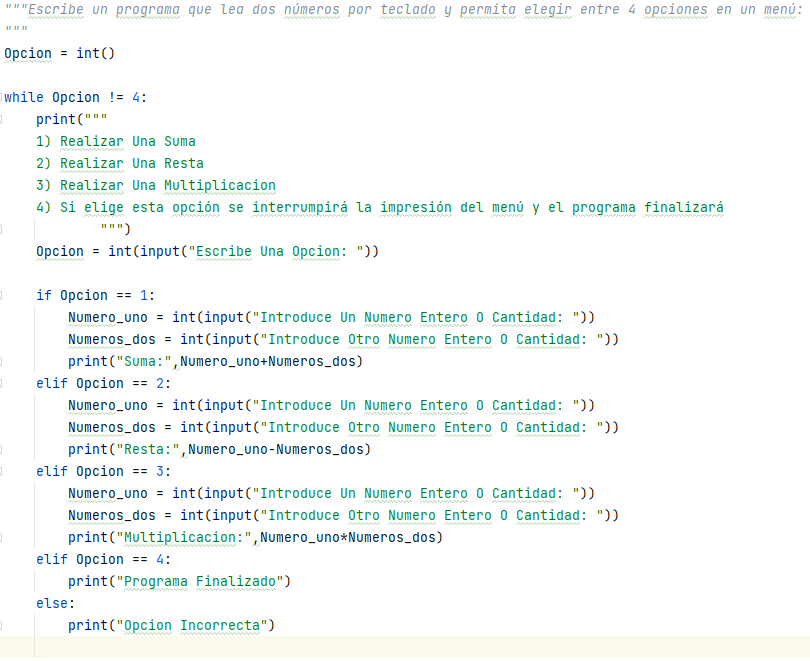 """Escribe un programa que lea dos números por teclado y permita elegir entre 4 opciones en un menú:
"""
Opcion = int()
while Opcion != 4:
    print("""
    1) Realizar Una Suma
    2) Realizar Una Resta
    3) Realizar Una Multiplicacion
    4) Si elige esta opción se interrumpirá la impresión del menú y el programa finalizará
            """)
    Opcion = int(input("Escribe Una Opcion: "))
    if Opcion == 1:
        Numero_uno = int(input("Introduce Un Numero Entero O Cantidad: "))
        Numeros_dos = int(input("Introduce Otro Numero Entero O Cantidad: "))
        print("Suma:",Numero_uno+Numeros_dos)
    elif Opcion == 2:
        Numero_uno = int(input("Introduce Un Numero Entero O Cantidad: "))
        Numeros_dos = int(input("Introduce Otro Numero Entero O Cantidad: "))
        print("Resta:",Numero_uno-Numeros_dos)
    elif Opcion == 3:
        Numero_uno = int(input("Introduce Un Numero Entero O Cantidad: "))
        Numeros_dos = int(input("Introduce Otro Numero Entero O Cantidad: "))
        print("Multiplicacion:",Numero_uno*Numeros_dos)
    elif Opcion == 4:
        print("Programa Finalizado")
    else:
        print("Opcion Incorrecta")